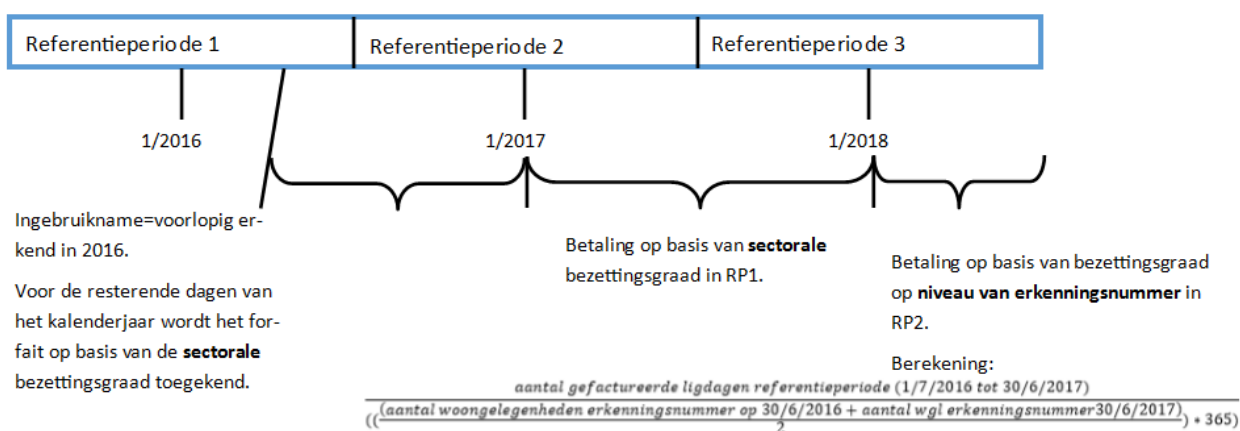 Referentieperiode 1
Referentieperiode 2
Referentieperiode 3
1/2016
1/2017
1/2018
Ingebruikname=voorlopig er-
kend in 2016.
Voor de resterende dagen van
het kalenderjaar wordt het for-
fait op basis van de sectorale
bezettingsgraad toegekend.
Betaling op basis van sectorale
bezettingsgraad in RP1.
Betaling op basis van bezettingsgraad
op niveau van erkenningsnummer in
RP2.
Berekening:
aantal gefactureerde ligdagen referentieperiode (1/7/2016 tot 30/6/2017)
(((aantal woongelegenheden erkenningsnummer op 30/6/2016 + aantal wgl erkenningsnummer30/6/2017)
2
) * 365)